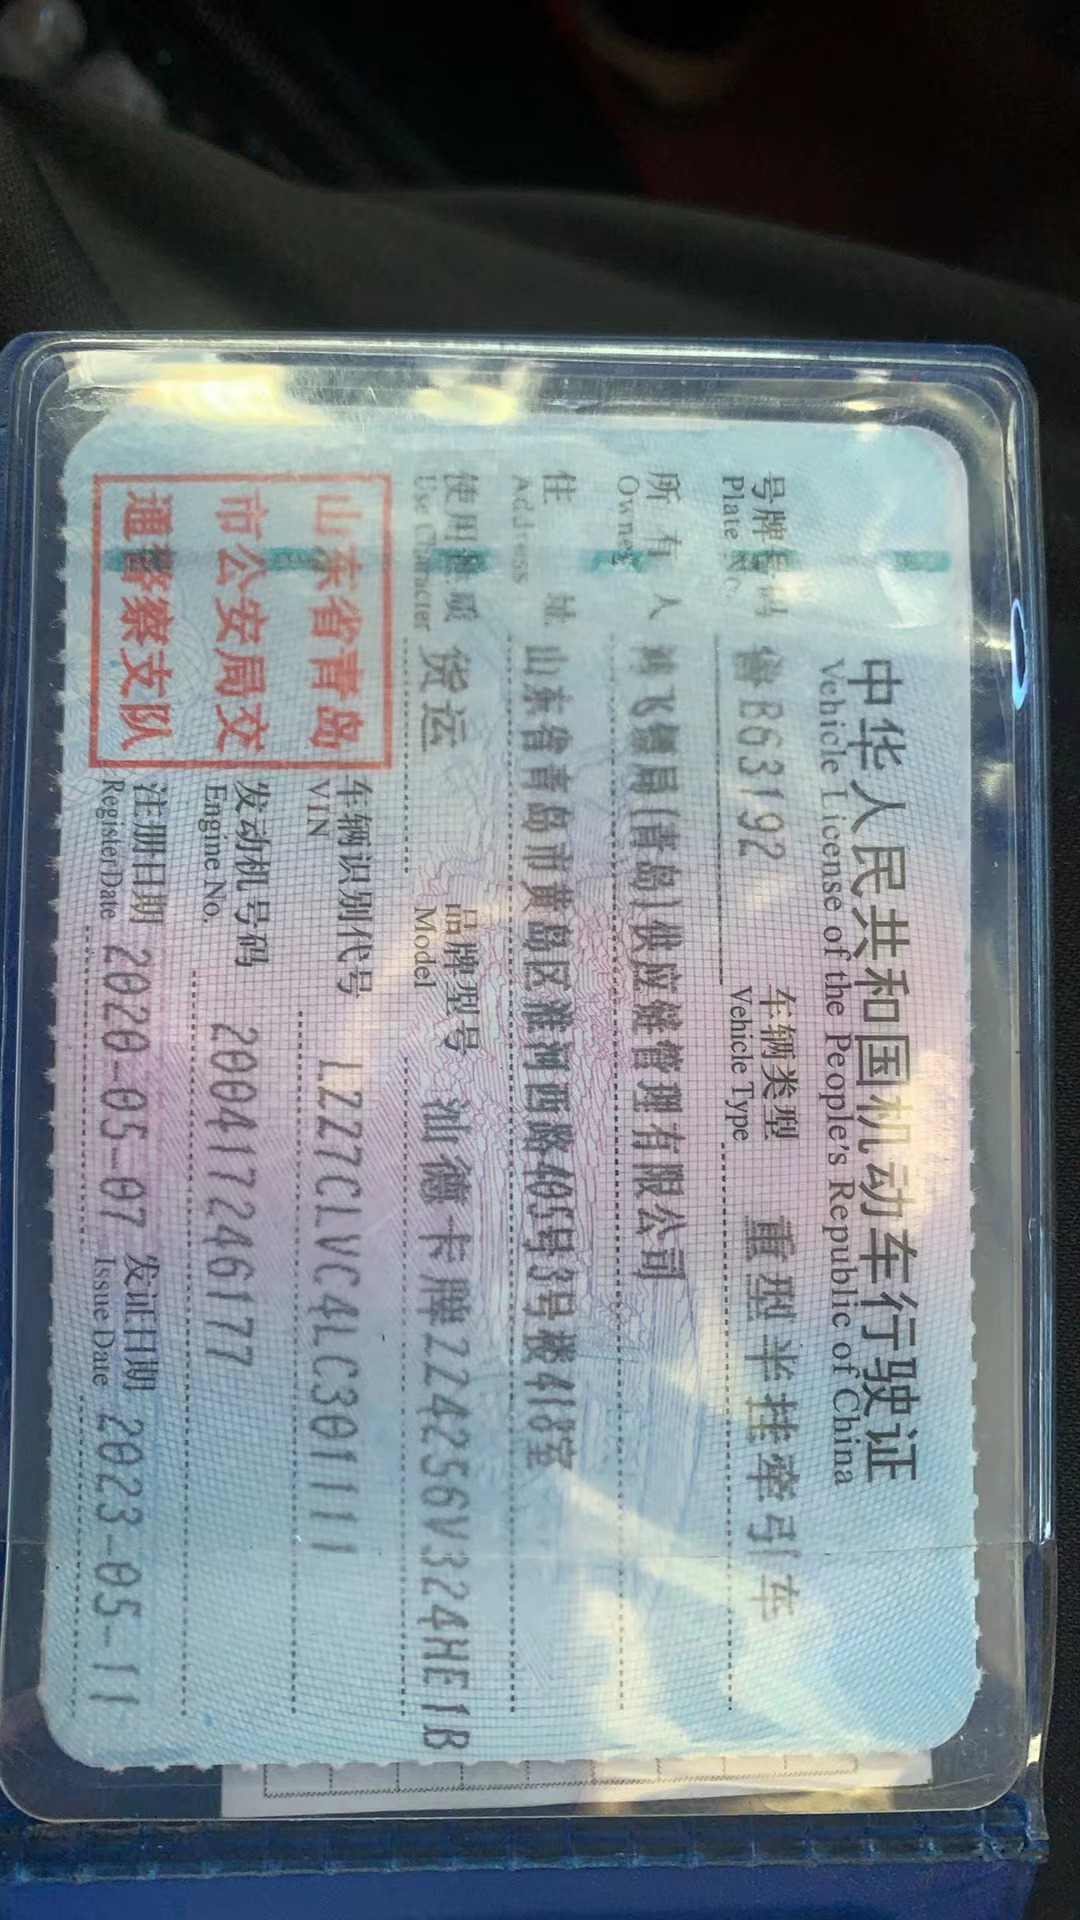 中华人民共和国机动车行驶证
Vehicle License of the People's Republic of China
号牌号码 鲁B63192 车辆类型 重型半挂牵引车
Plate No. Vehicle Type
所有人 鸿飞镖局(青岛)供应链管理有限公司
Owner
住址 山东省青岛市黄岛区淮河西路405号3号楼418室
Address
使用性质 货运 品牌型号 汕德卡牌ZZ4256V324HE1B
Use Character Model
山东省青岛
市公安局交
通警察支队
车辆识别代号 LZZ7CLVC4LC301111
VIN
发动机号码 200417246177
Engine No.
注册日期 2020-05-07 发证日期 2023-05-11
Register Date Issue Date